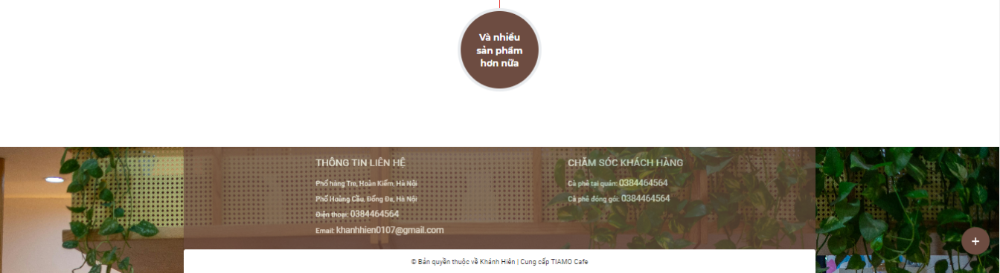 Và nhiều
sản phẩm
hơn nữa
THÔNG TIN LIÊN HỆ
Phố hàng Tre, Hoàn Kiếm, Hà Nội
Phố Hoàng Cầu, Đống Đa, Hà Nội
Điện thoại: 0384464564
Email: khanhhien0107@gmail.com
CHĂM SÓC KHÁCH HÀNG
Cà phê tại quán: 0384464564
Cà phê đóng gói: 0384464564
© Bản quyền thuộc về Khánh Hiên | Cung cấp TIAMO Cafe
+